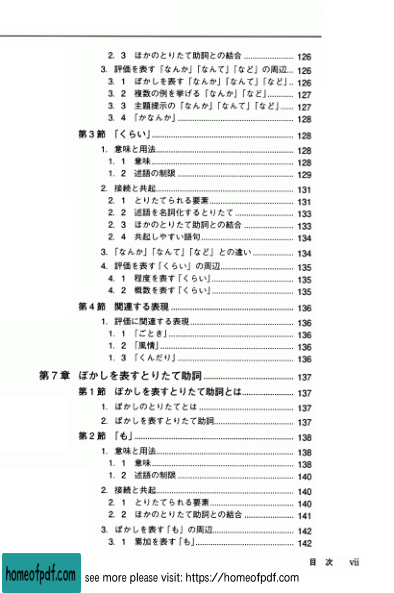 2. 3 ほかのとりたて助詞との結合 ..................... 126
3. 評価を表す「なんか」「なんて」「など」の周辺... 126
3. 1 ぼかしを表す「なんか」「なんて」「など」.. 126
3. 2 複数の例を挙げる「なんか」「など」............ 127
3. 3 主題提示の「なんか」「なんて」「など」...... 127
3. 4 「かなんか」................................................ 128
第3節 「くらい」.......................................................... 128
1. 意味と用法........................................................ 128
1. 1 意味.......................................................... 128
1. 2 述語の制限................................................ 129
2. 接続と共起........................................................ 131
2. 1 とりたてられる要素................................... 131
2. 2 述語を名詞化するとりたて........................ 133
2. 3 ほかのとりたて助詞との結合 ..................... 133
2. 4 共起しやすい語句...................................... 134
3. 「なんか」「なんて」「など」との違い............... 134
4. 評価を表す「くらい」の周辺............................... 135
4. 1 程度を表す「くらい」................................... 135
4. 2 概数を表す「くらい」................................... 135
第4節 関連する表現 .................................................... 136
1. 評価に関連する表現........................................... 136
1. 1 「ごとき」................................................... 136
1. 2 「風情」...................................................... 136
1. 3 「くんだり」................................................ 136
第7章 ぼかしを表すとりたて助詞................................ 137
第1節 ぼかしを表すとりたて助詞とは....................... 137
1. ぼかしのとりたてとは ........................................ 137
2. ぼかしを表すとりたて助詞.................................. 137
第2節 「も」................................................................ 138
1. 意味と用法........................................................ 138
1. 1 意味.......................................................... 138
1. 2 述語の制限................................................ 140
2. 接続と共起........................................................ 140
2. 1 とりたてられる要素................................... 140
2. 2 ほかのとりたて助詞との結合 ..................... 141
3. ぼかしを表す「も」の周辺.................................. 142
3. 1 累加を表す「も」......................................... 142
目 次 vii
homeofpdf.com see more please visit: https://homeofpdf.com